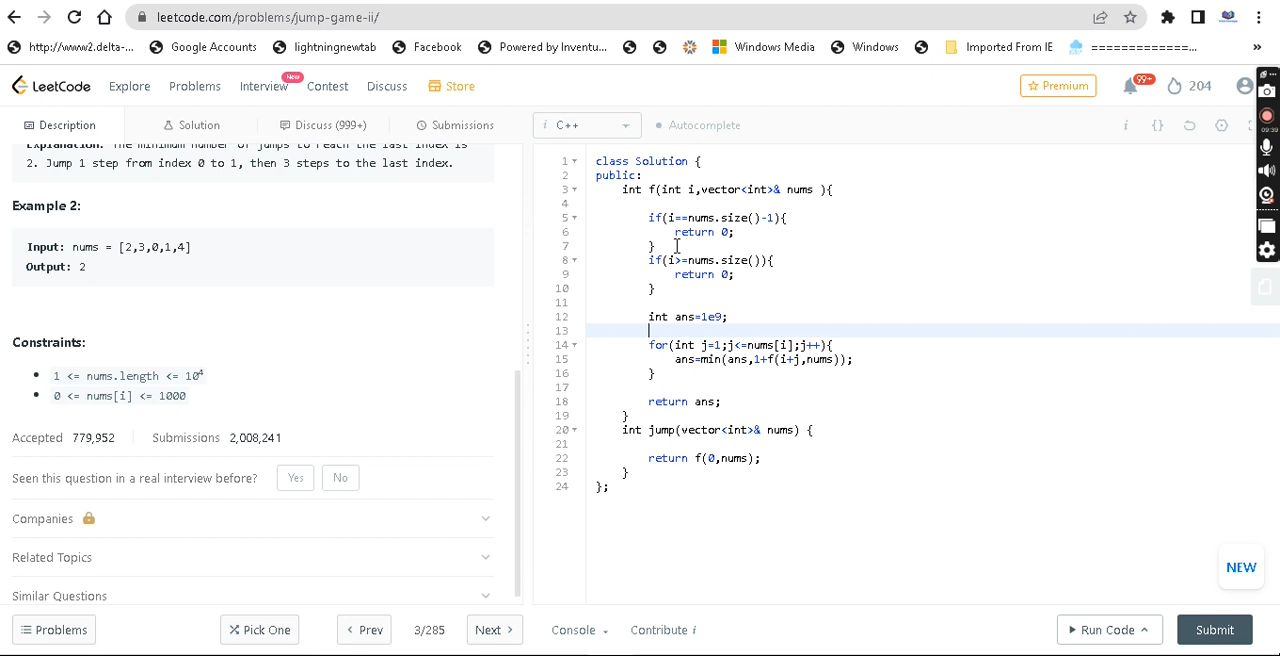 leetcode.com/problems/jump-game-ii/
http://www2.delta-... Google Accounts lightningnewtab Facebook Powered by Inventu... Windows Media Windows Imported From IE =============... »
LeetCode Explore Problems Interview New Contest Discuss Store Premium 99+ 204
Description Solution Discuss (999+) Submissions i C++ Autocomplete i {}
Explanation: The minimum number of jumps to reach the last index is
2. Jump 1 step from index 0 to 1, then 3 steps to the last index.
Example 2:
Input: nums = [2,3,0,1,4]
Output: 2
Constraints:
1 <= nums.length <= 10⁴
0 <= nums[i] <= 1000
Accepted 779,952 Submissions 2,008,241
Seen this question in a real interview before? Yes No
Companies
Related Topics
Similar Questions
1 class Solution {
2 public:
3 int f(int i,vector<int>& nums ){
4
5 if(i==nums.size()-1){
6 return 0;
7 }
8 if(i>=nums.size()){
9 return 0;
10 }
11
12 int ans=1e9;
13
14 for(int j=1;j<=nums[i];j++){
15 ans=min(ans,1+f(i+j,nums));
16 }
17
18 return ans;
19 }
20 int jump(vector<int>& nums) {
21
22 return f(0,nums);
23 }
24 };
09:39
NEW
Problems Pick One Prev 3/285 Next Console Contribute i Run Code Submit